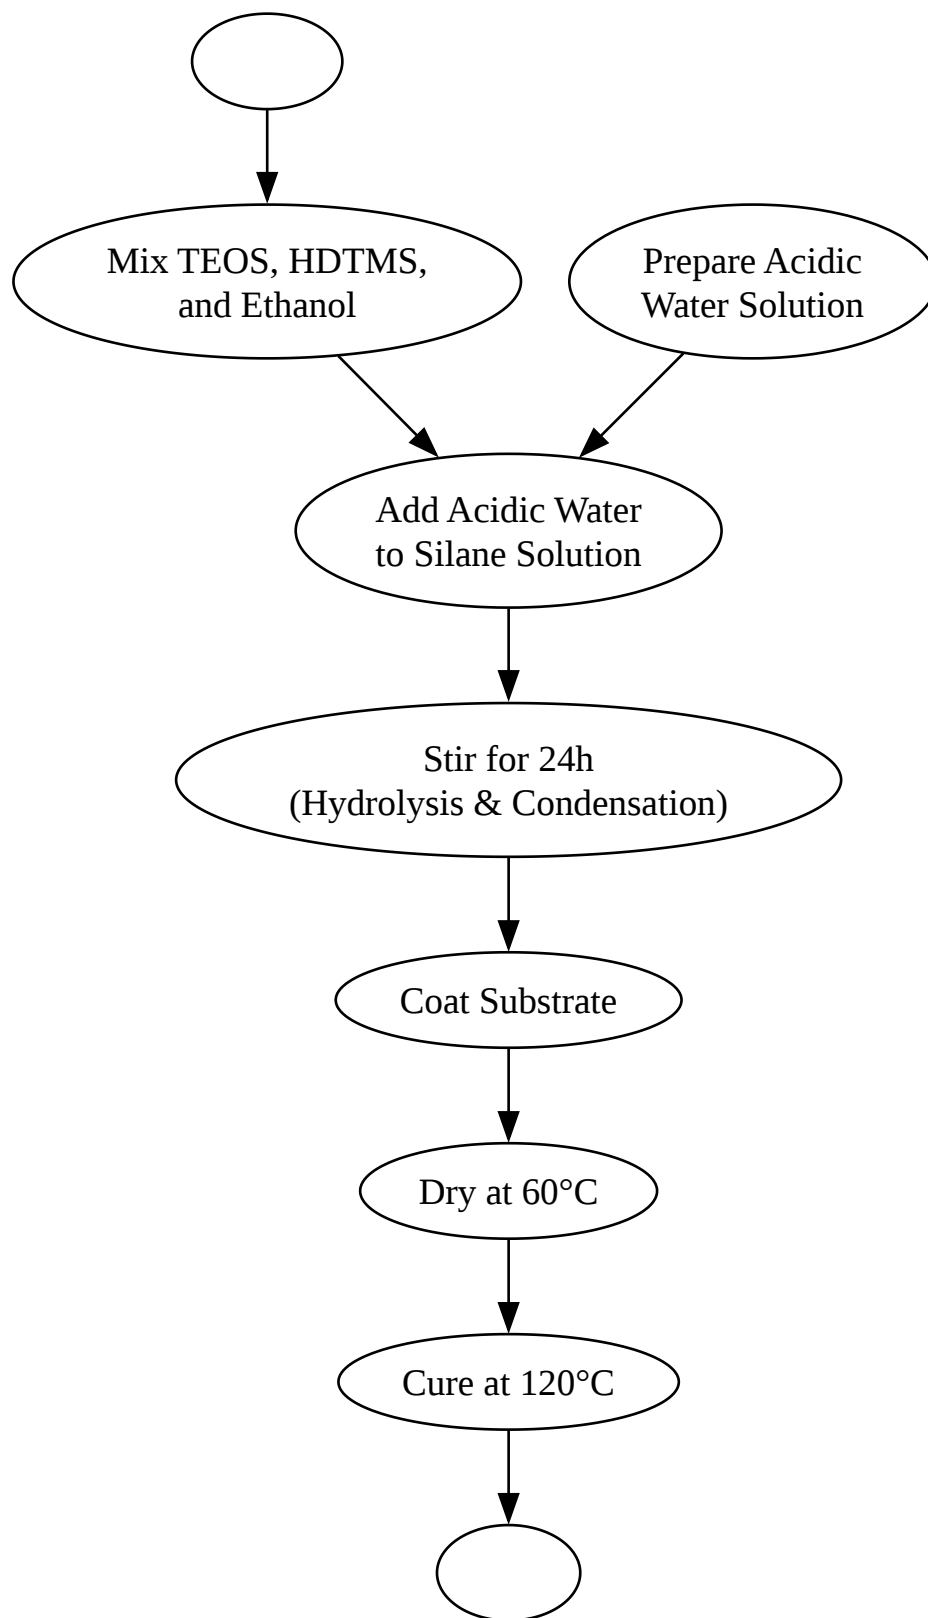 Mix TEOS, HDTMS,
and Ethanol
Prepare Acidic
Water Solution
Add Acidic Water
to Silane Solution
Stir for 24h
(Hydrolysis & Condensation)
Coat Substrate
Dry at 60°C
Cure at 120°C